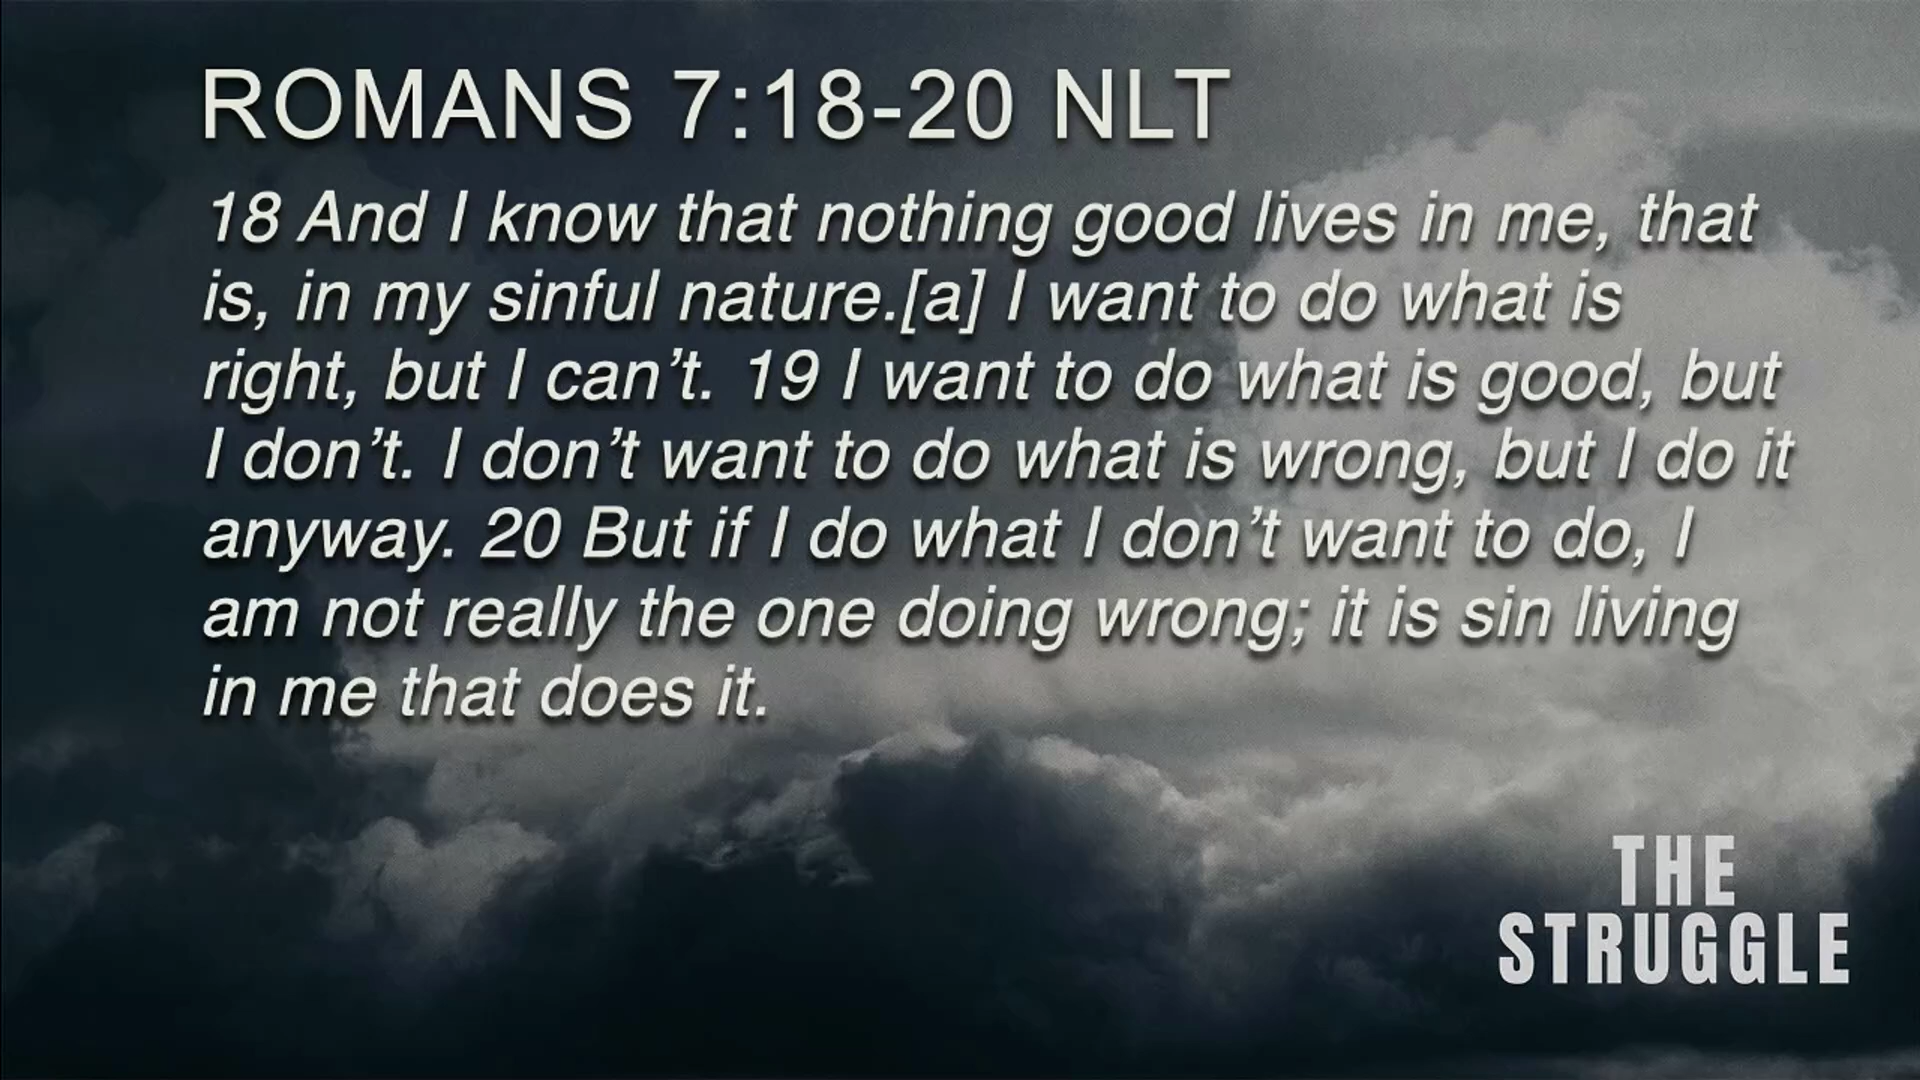 ROMANS 7:18-20 NLT
18 And I know that nothing good lives in me, that
is, in my sinful nature.[a] I want to do what is
right, but I can’t. 19 I want to do what is good, but
I don’t. I don’t want to do what is wrong, but I do it
anyway. 20 But if I do what I don’t want to do, I
am not really the one doing wrong; it is sin living
in me that does it.
THE
STRUGGLE